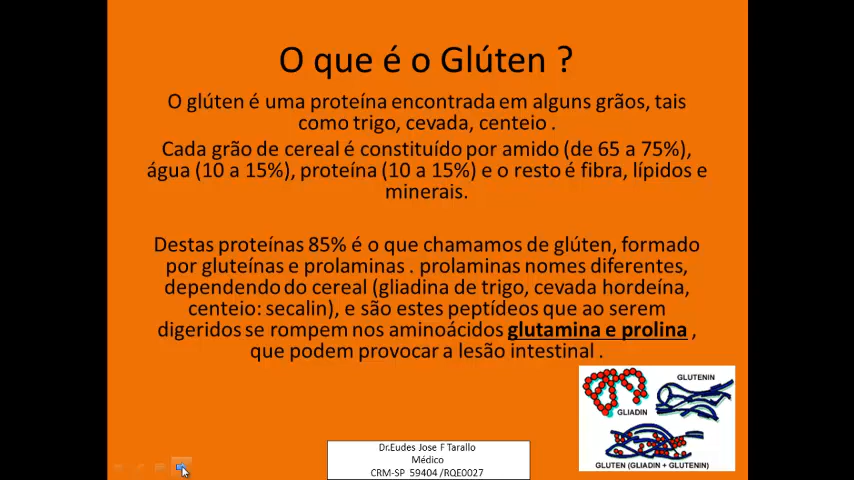 O que é o Glúten ?
O glúten é uma proteína encontrada em alguns grãos, tais
como trigo, cevada, centeio .
Cada grão de cereal é constituído por amido (de 65 a 75%),
água (10 a 15%), proteína (10 a 15%) e o resto é fibra, lípidos e
minerais.
Destas proteínas 85% é o que chamamos de glúten, formado
por gluteínas e prolaminas . prolaminas nomes diferentes,
dependendo do cereal (gliadina de trigo, cevada hordeína,
centeio: secalin), e são estes peptídeos que ao serem
digeridos se rompem nos aminoácidos glutamina e prolina ,
que podem provocar a lesão intestinal .
GLUTENIN
GLIADIN
GLUTEN (GLIADIN + GLUTENIN)
Dr.Eudes Jose F Tarallo
Médico
CRM-SP 59404 /RQE0027